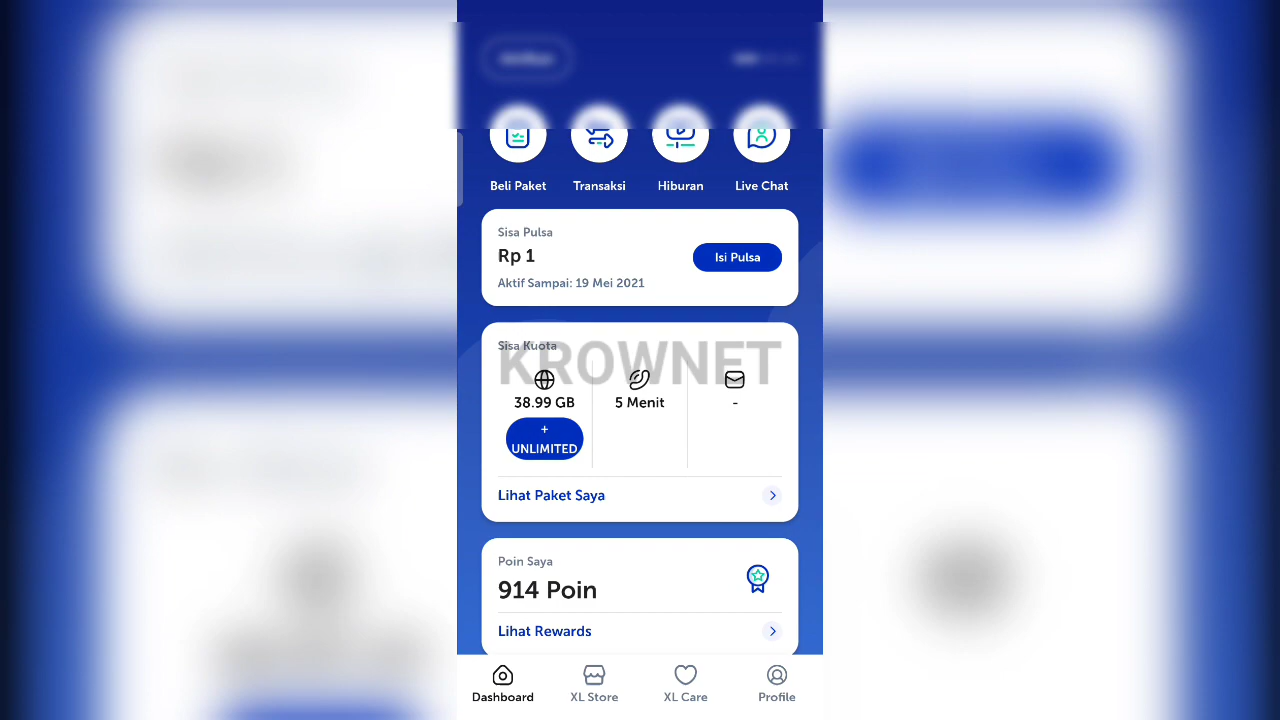 Beli Paket
Transaksi
Hiburan
Live Chat
Sisa Pulsa
Rp 1
Isi Pulsa
Aktif Sampai: 19 Mei 2021
Sisa Kuota
KROWNET
38.99 GB
5 Menit
-
+
UNLIMITED
Lihat Paket Saya
Poin Saya
914 Poin
Lihat Rewards
Dashboard
XL Store
XL Care
Profile